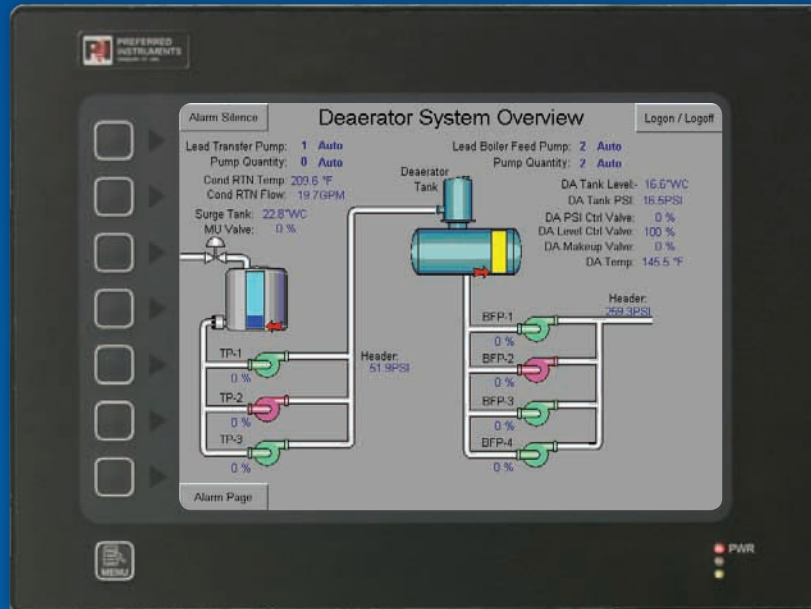 PREFERRED
INSTRUMENTS
Alarm Silence
Deaerator System Overview
Logon / Logoff
Lead Transfer Pump: 1 Auto
Pump Quantity: 0 Auto
Cond RTN Temp: 209.6 °F
Cond RTN Flow: 19.7GPM
Surge Tank: 22.8"WC
MU Valve: 0 %
Lead Boiler Feed Pump: 2 Auto
Pump Quantity: 2 Auto
Deaerator
Tank
DA Tank Level: 16.6"WC
DA Tank PSI: 16.5PSI
DA PSI Ctrl Valve: 0 %
DA Level Ctrl Valve: 100 %
DA Makeup Valve: 0 %
DA Temp: 145.5 °F
TP-1
0 %
TP-2
0 %
TP-3
0 %
Header:
51.9PSI
BFP-1
0 %
BFP-2
0 %
BFP-3
0 %
BFP-4
0 %
Header:
269.3PSI
Alarm Page
MENU
PWR